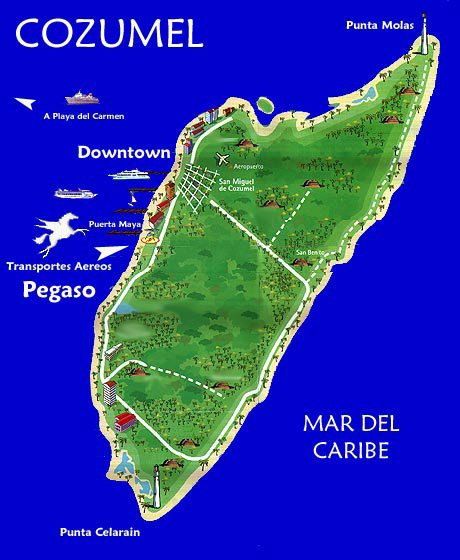 COZUMEL
Punta Molas
A Playa del Carmen
Downtown
Aeropuerto
San Miguel
de Cozumel
Puerta Maya
San Benito
Transportes Aereos
Pegaso
MAR DEL
CARIBE
Punta Celarain